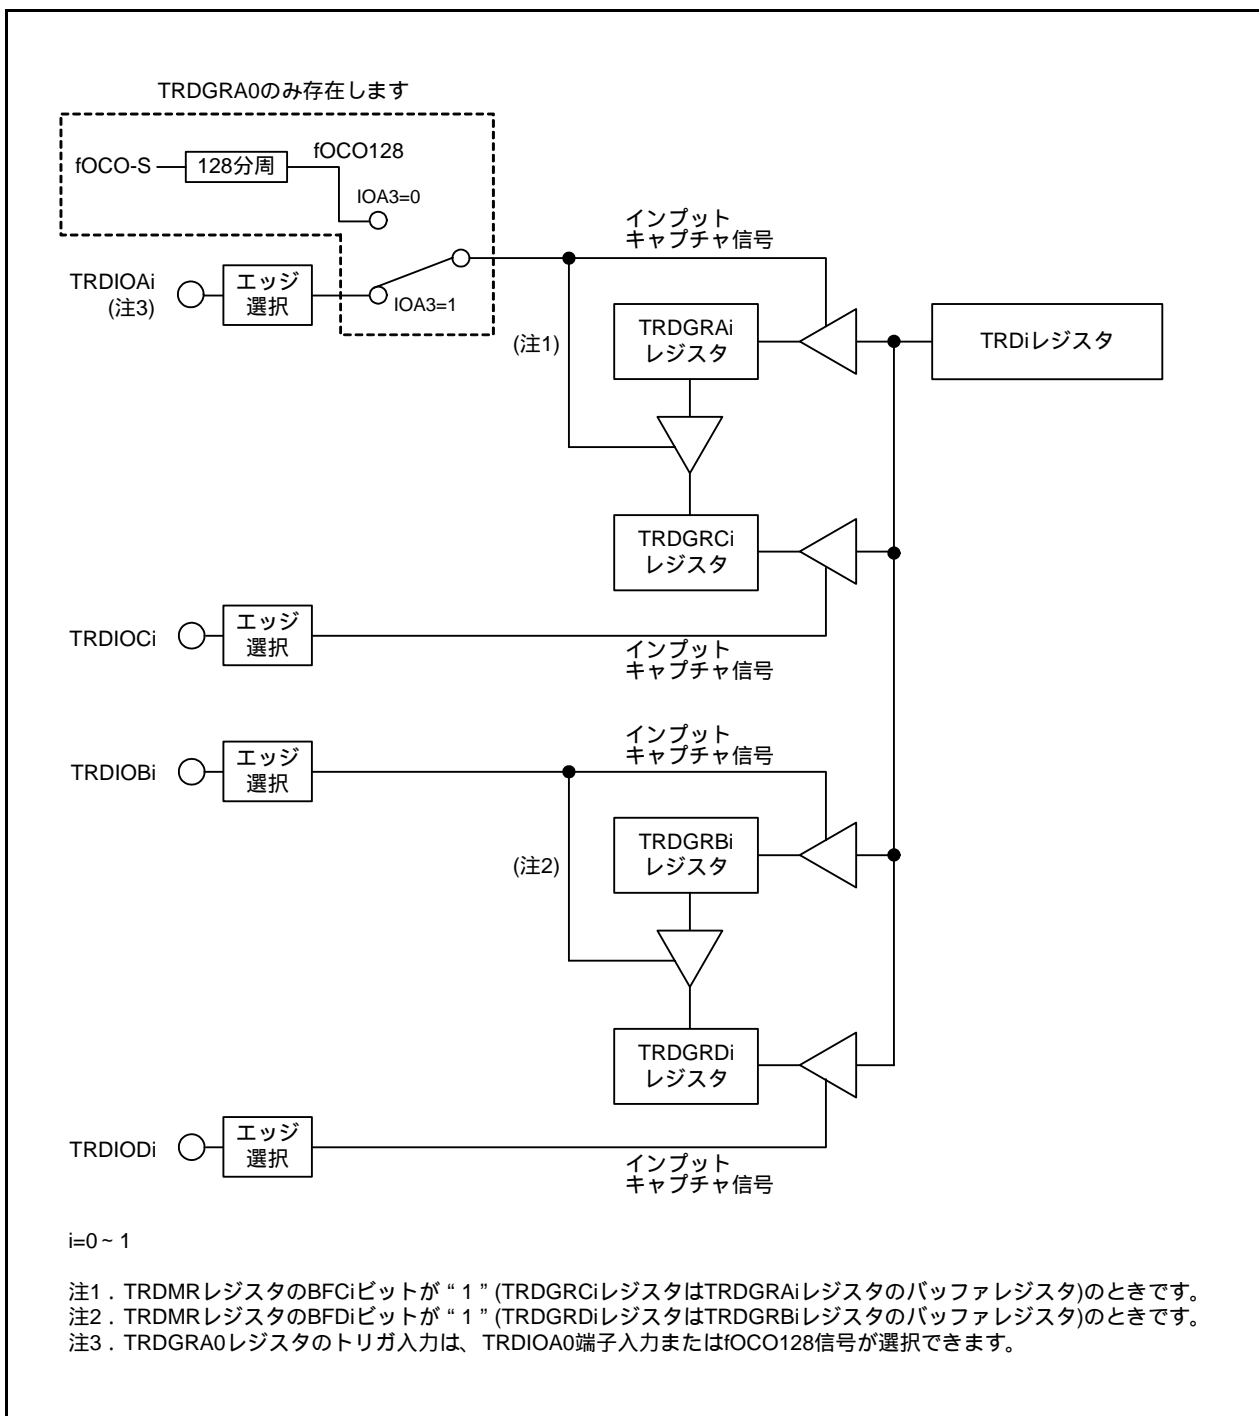 TRDGRA0のみ存在します
fOCO-S
128分周
fOCO128
IOA3=0
TRDIOAi
(注3)
エッジ
選択
IOA3=1
インプット
キャプチャ信号
(注1)
TRDGRAi
レジスタ
TRDiレジスタ
TRDGRCi
レジスタ
TRDIOCi
エッジ
選択
インプット
キャプチャ信号
TRDIOBi
エッジ
選択
インプット
キャプチャ信号
(注2)
TRDGRBi
レジスタ
TRDGRDi
レジスタ
TRDIODi
エッジ
選択
インプット
キャプチャ信号
i=0~1
注1．TRDMRレジスタのBFCiビットが“1”(TRDGRCiレジスタはTRDGRAiレジスタのバッファレジスタ)のときです。
注2．TRDMRレジスタのBFDiビットが“1”(TRDGRDiレジスタはTRDGRBiレジスタのバッファレジスタ)のときです。
注3．TRDGRA0レジスタのトリガ入力は、TRDIOA0端子入力またはfOCO128信号が選択できます。